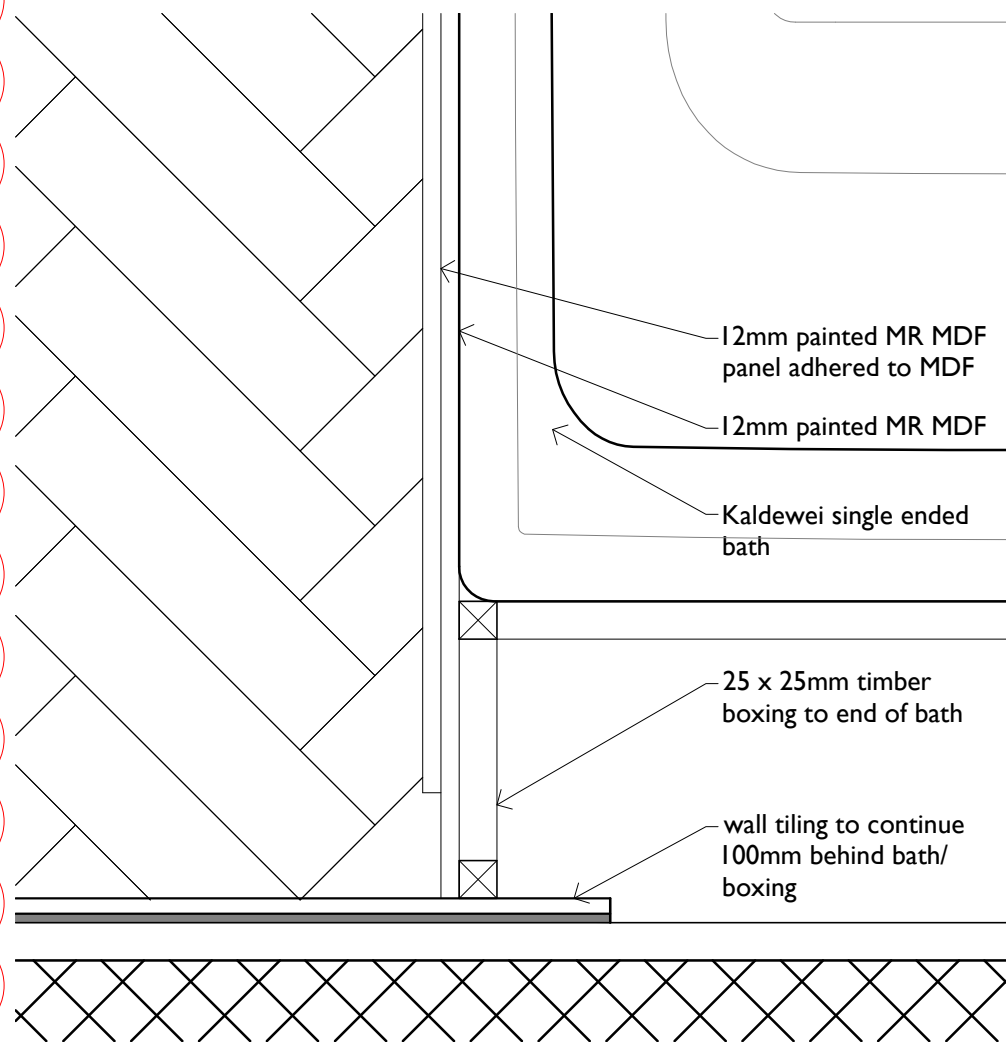 12mm painted MR MDF
panel adhered to MDF
12mm painted MR MDF
Kaldewei single ended
bath
25 x 25mm timber
boxing to end of bath
wall tiling to continue
100mm behind bath/
boxing